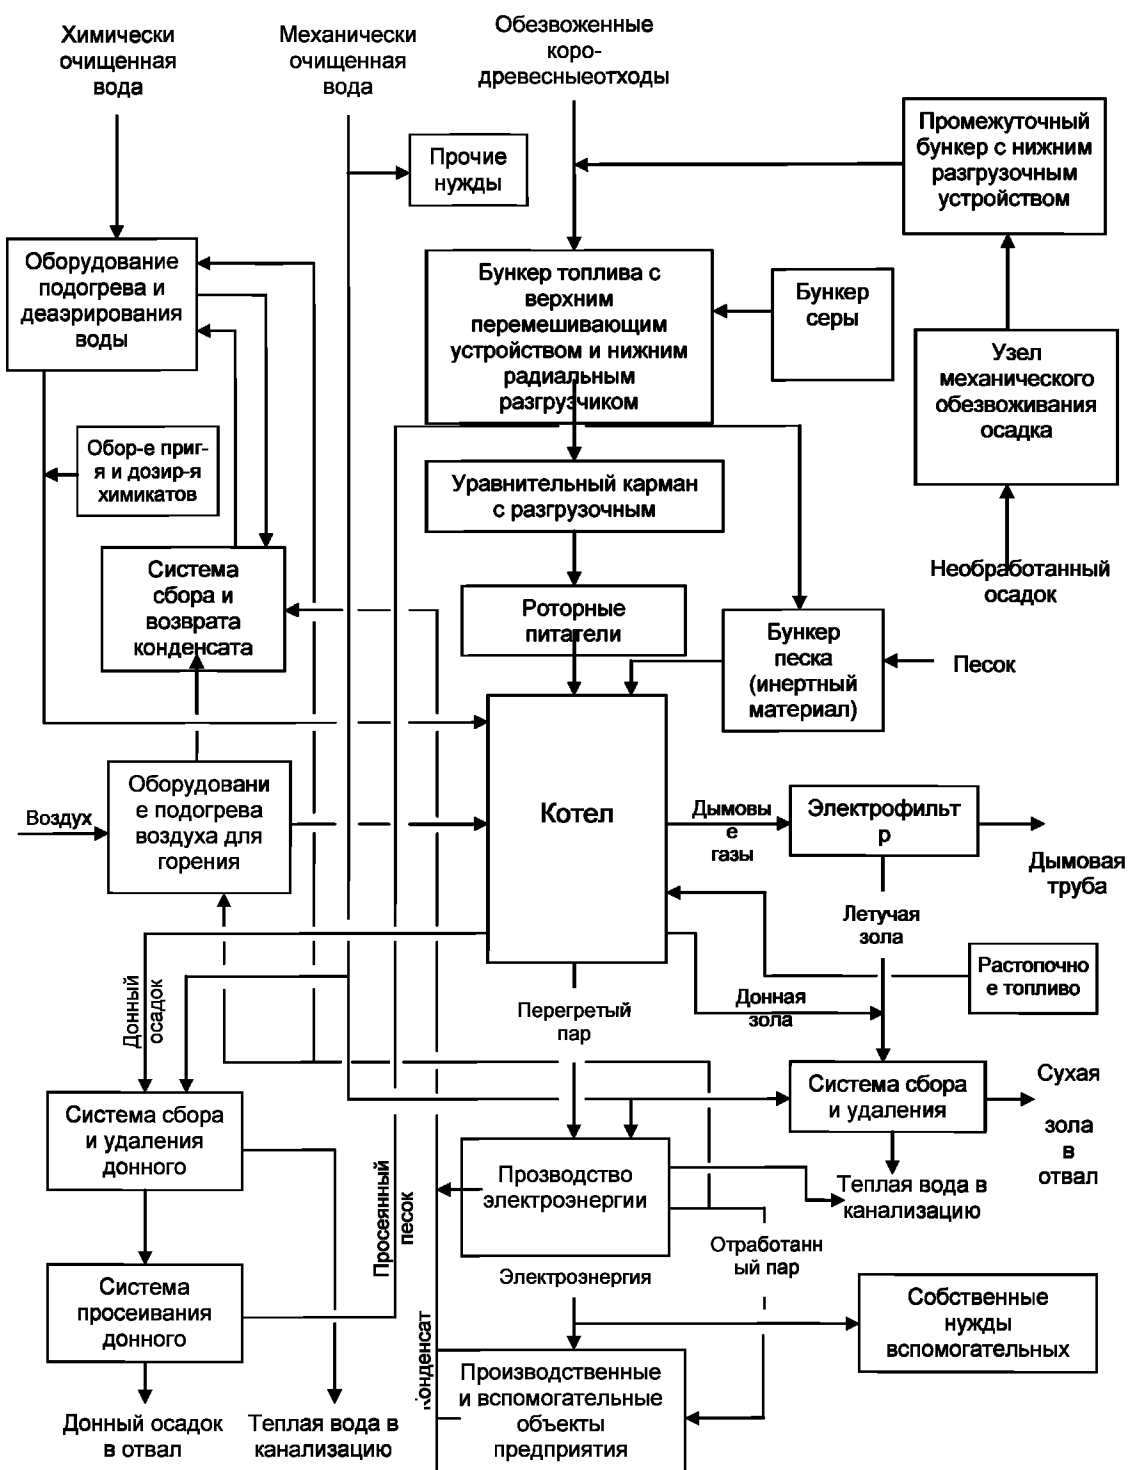 Химически
очищенная
вода
Механически
очищенная
вода
Обезвоженные
коро-
древесныеотходы
Промежуточный
бункер с нижним
разгрузочным
устройством
Прочие
нужды
Оборудование
подогрева и
деаэрирования
воды
Бункер топлива с
верхним
перемешивающим
устройством и нижним
радиальным
разгрузчиком
Бункер
серы
Узел
механического
обезвоживания
осадка
Обор-е приг-
я и дозир-я
химикатов
Уравнительный карман
с разгрузочным
Необработанный
осадок
Система
сбора и
возврата
конденсата
Роторные
питатели
Бункер
песка
(инертный
материал)
Песок
Воздух
Оборудовани
е подогрева
воздуха для
горения
Котел
Дымовы
е
газы
Электрофильт
р
Дымовая
труба
Летучая
зола
Растопочно
е топливо
Донный
осадок
Перегретый
пар
Донная
зола
Система сбора
и удаления
донного
Система сбора
и удаления
Сухая
зола
в
отвал
Прозводство
электроэнергии
Теплая вода в
канализацию
Просеянный
песок
Отработанн
ый пар
Электроэнергия
Система
просеивания
донного
Собственные
нужды
вспомогательных
Конденсат
Производственные
и вспомогательные
объекты
предприятия
Донный осадок
в отвал
Теплая вода в
канализацию